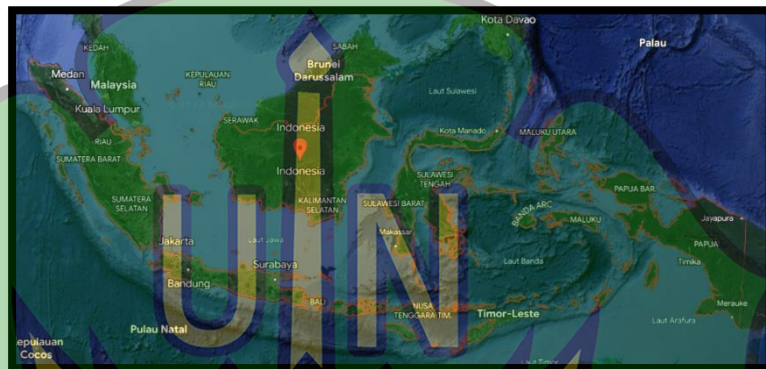 Kota Davao
KEDAH
SABAH
Palau
Medan
Malaysia
KEPULAUAN
RIAU
Brunei
Darussalam
Laut Sulawesi
Kuala Lumpur
SERAWAK
Indonesia
Kota Manado
MALUKU UTARA
RIAU
SUMATERA BARAT
Indonesia
SULAWESI
TENGAH
PAPUA BAR.
SUMATERA
SELATAN
KALIMANTAN
SELATAN
SULAWESI BARAT
BANDA ARC
MALUKU
Jayapura
Makassar
PAPUA
Jakarta
Laut Jawa
UIN
Laut Banda
Timika
Surabaya
Bandung
BALI
NUSA
TENGGARA TIM.
Timor-Leste
Merauke
Laut Arafura
Pulau Natal
epulauan
Cocos
Laut Timor